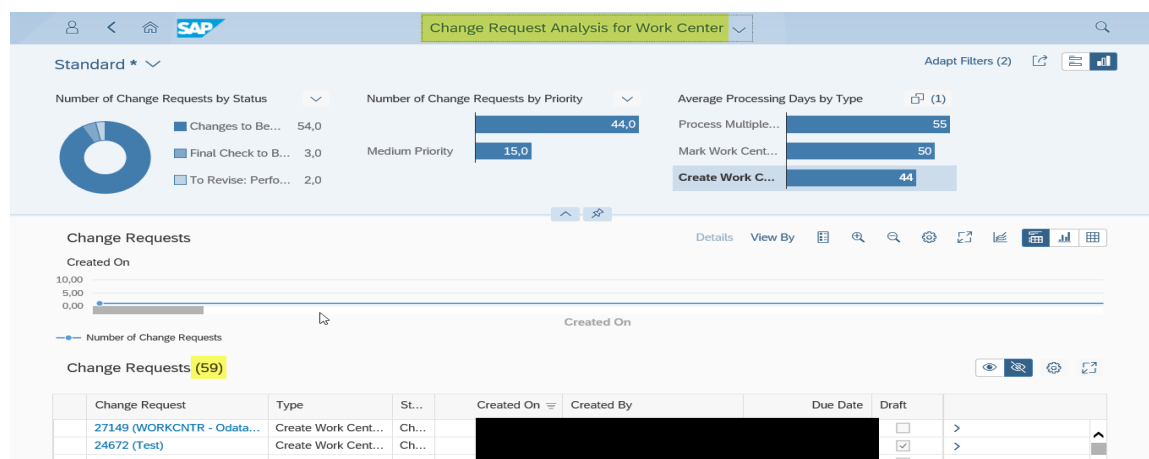 SAP Change Request Analysis for Work Center
Standard * Adapt Filters (2)
Number of Change Requests by Status
Changes to Be... 54,0
Final Check to B... 3,0
To Revise: Perfo... 2,0
Number of Change Requests by Priority
44,0
Medium Priority 15,0
Average Processing Days by Type (1)
Process Multiple... 55
Mark Work Cent... 50
Create Work C... 44
Change Requests Details View By
Created On
10,00
5,00
0,00
Created On
Number of Change Requests
Change Requests (59)
Change Request Type St... Created On Created By Due Date Draft
27149 (WORKCNTR - Odata... Create Work Cent... Ch...
24672 (Test) Create Work Cent... Ch...